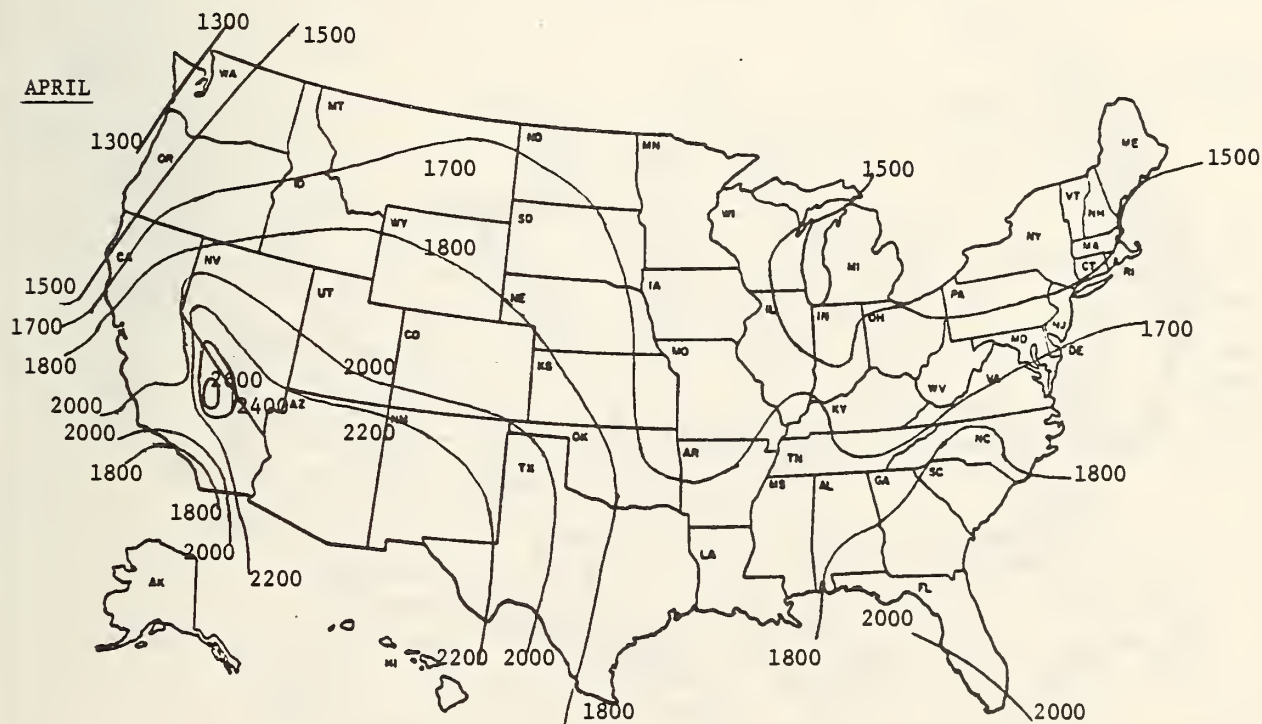 1300
1500
APRIL
WA
MT
ND
MN
ME
1300
OR
1700
1500
1500
ID
WI
VT
NH
WY
SD
NY
MA
1800
CA
NV
MI
CT
RI
1500
IA
PA
UT
NE
IL
IN
OH
1700
NJ
1700
CO
MO
MD
DE
1800
2000
KS
WV
VA
2600
2000
2400
AZ
NM
2200
KY
2000
OK
AR
TN
NC
1800
TX
MS
AL
GA
SC
1800
1800
2000
LA
AK
2200
FL
2000
HI
2200
2000
1800
1800
2000